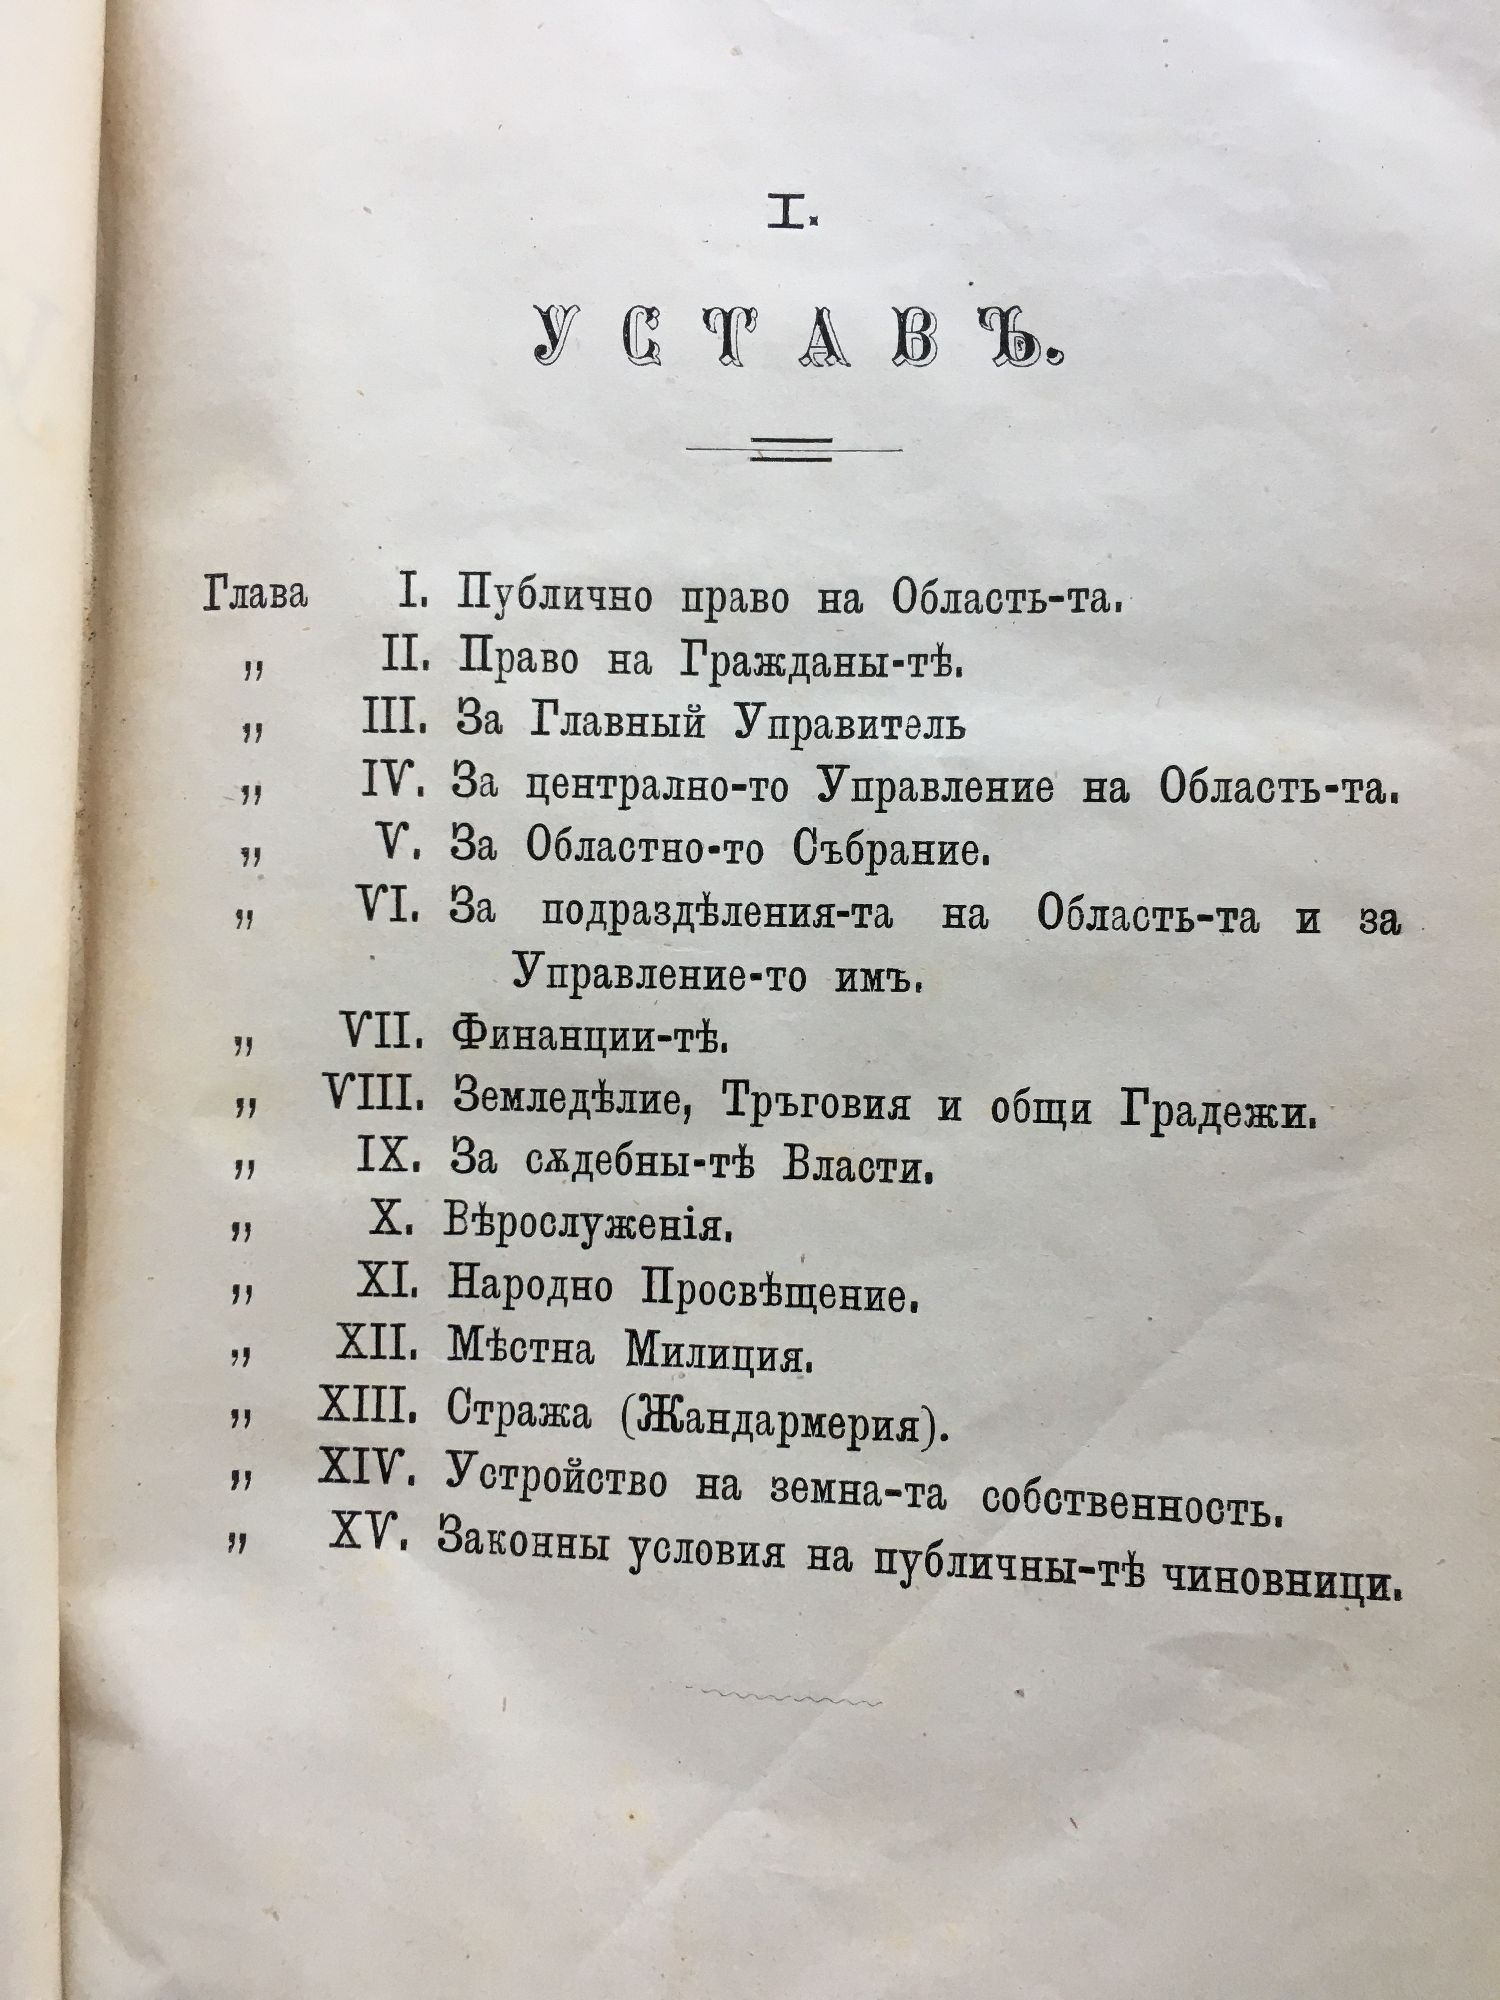 I.
УСТАВЪ.
Глава I. Публично право на Область-та.
„ II. Право на Гражданы-тѣ.
„ III. За Главный Управитель
„ IV. За централно-то Управление на Область-та.
„ V. За Областно-то Събрание.
„ VI. За подраздѣления-та на Область-та и за
Управление-то имъ.
„ VII. Финанции-тѣ.
„ VIII. Земледѣлие, Тръговия и общи Градежи.
„ IX. За сѫдебны-тѣ Власти.
„ X. Вѣрослуженія.
„ XI. Народно Просвѣщение.
„ XII. Мѣстна Милиция.
„ XIII. Стража (Жандармерия).
„ XIV. Устройство на земна-та собственность.
„ XV. Законны условия на публичны-тѣ чиновници.